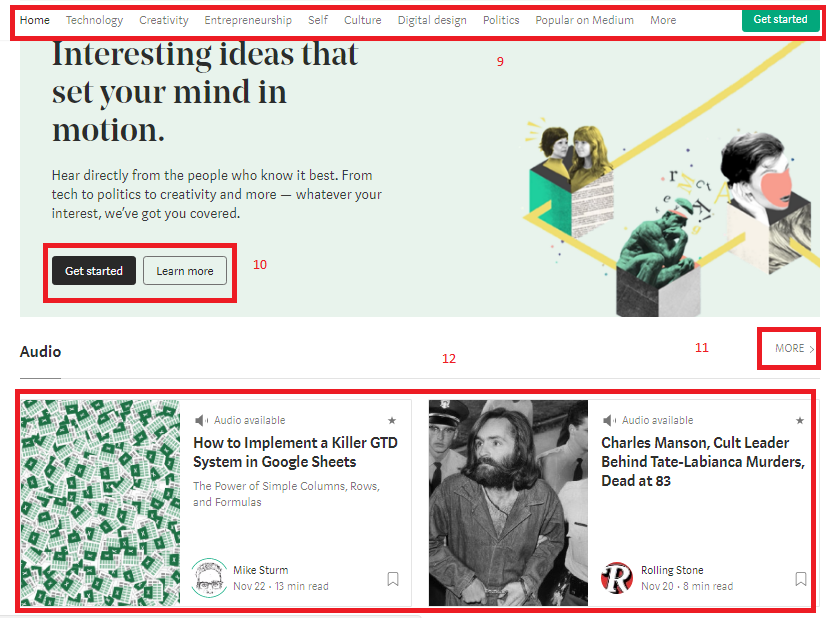 Home Technology Creativity Entrepreneurship Self Culture Digital design Politics Popular on Medium More Get started
9
Interesting ideas that
set your mind in
motion.
Hear directly from the people who know it best. From
tech to politics to creativity and more — whatever your
interest, we've got you covered.
Get started Learn more 10
Audio 12 11 MORE
Audio available
How to Implement a Killer GTD
System in Google Sheets
The Power of Simple Columns, Rows,
and Formulas
Mike Sturm
Nov 22 · 13 min read
Audio available
Charles Manson, Cult Leader
Behind Tate-Labianca Murders,
Dead at 83
Rolling Stone
Nov 20 · 8 min read